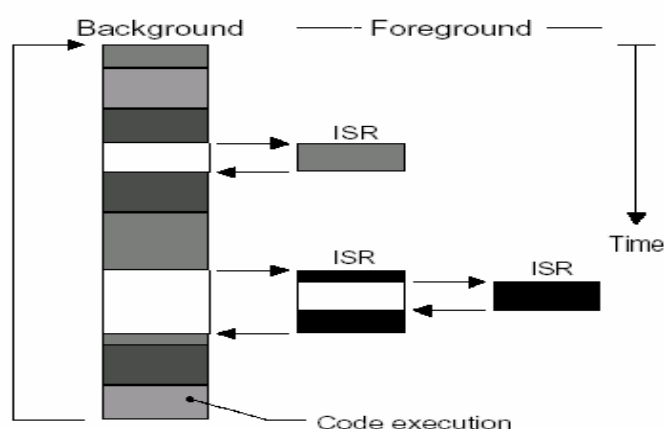 Background
Foreground
ISR
Time
ISR
ISR
Code execution